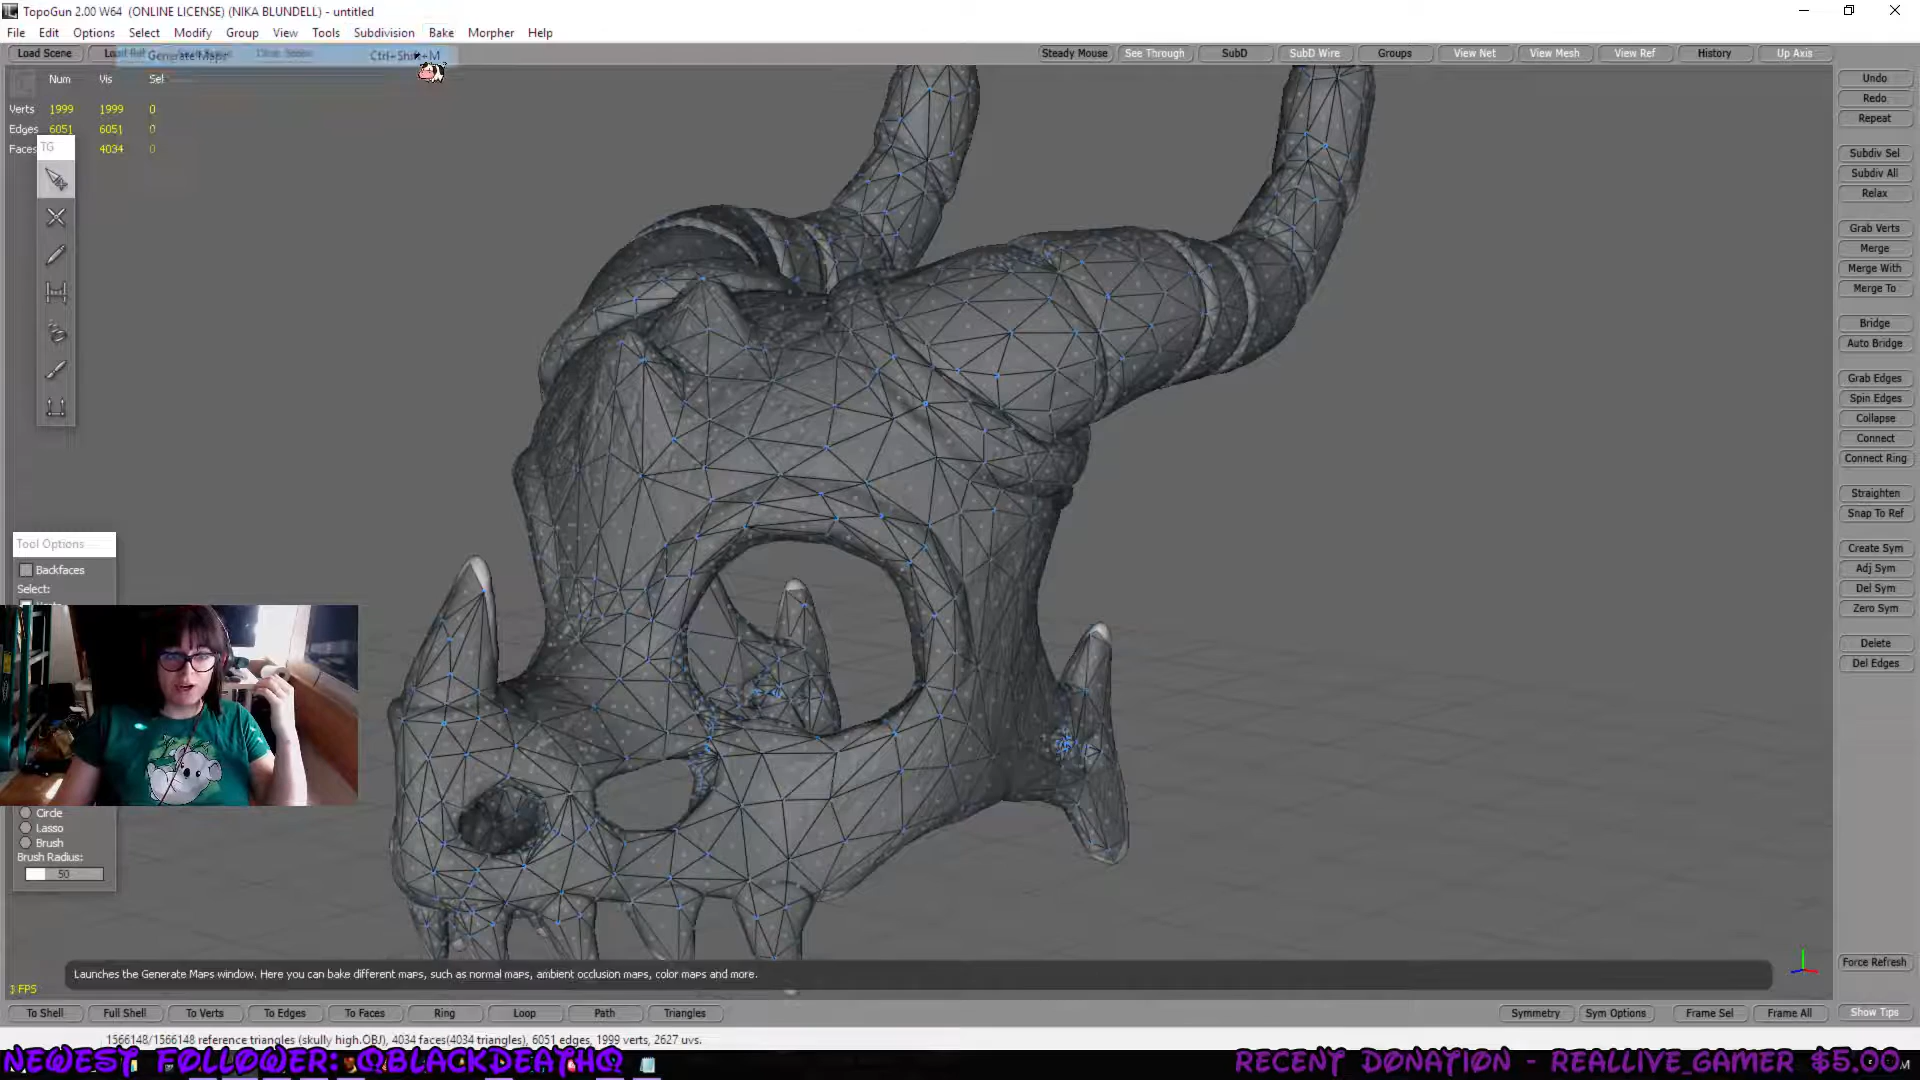 TopoGun 2.00 W64 (ONLINE LICENSE) (NIKA BLUNDELL) - untitled
File Edit Options Select Modify Group View Tools Subdivision Bake Morpher Help
Load Scene Generate Maps Ctrl+Shift+M Steady Mouse See Through SubD SubD Wire Groups View Net View Mesh View Ref History Up Axis
Num Vis Sel
Verts 1999 1999 0
Edges 6051 6051 0
Faces 4034 0
TG
Undo
Redo
Repeat
Subdiv Sel
Subdiv All
Relax
Grab Verts
Merge
Merge With
Merge To
Bridge
Auto Bridge
Grab Edges
Spin Edges
Collapse
Connect
Connect Ring
Straighten
Snap To Ref
Create Sym
Adj Sym
Del Sym
Zero Sym
Delete
Del Edges
Tool Options
Backfaces
Select:
Circle
Lasso
Brush
Brush Radius:
50
Launches the Generate Maps window. Here you can bake different maps, such as normal maps, ambient occlusion maps, color maps and more.
Force Refresh
1 FPS
To Shell Full Shell To Verts To Edges To Faces Ring Loop Path Triangles Symmetry Sym Options Frame Sel Frame All Show Tips
1566148/1566148 reference triangles (skully high.OBJ), 4034 faces(4034 triangles), 6051 edges, 1999 verts, 2627 uvs.
NEWEST FOLLOWER: @BLACKDEATHQ RECENT DONATION - REALLIVE_GAMER $5.00